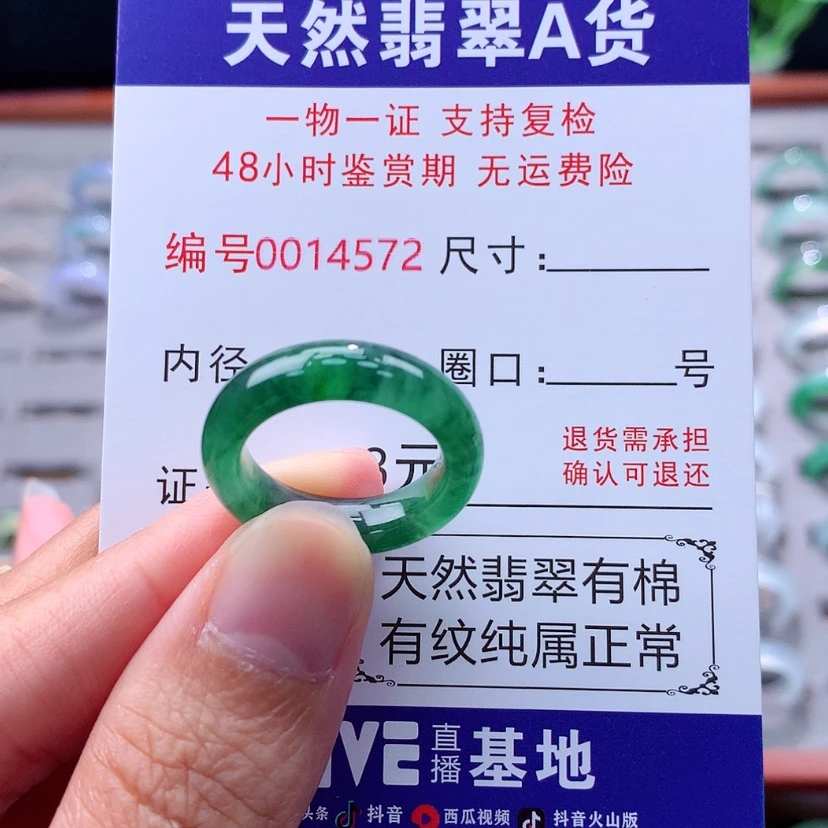 天然翡翠A货
一物一证 支持复检
48小时鉴赏期 无运费险
编号0014572 尺寸:
内径 圈口: 号
证 3元 退货需承担
确认可退还
天然翡翠有棉
有纹纯属正常
IVE 直播 基地
头条 抖音 西瓜视频 抖音火山版